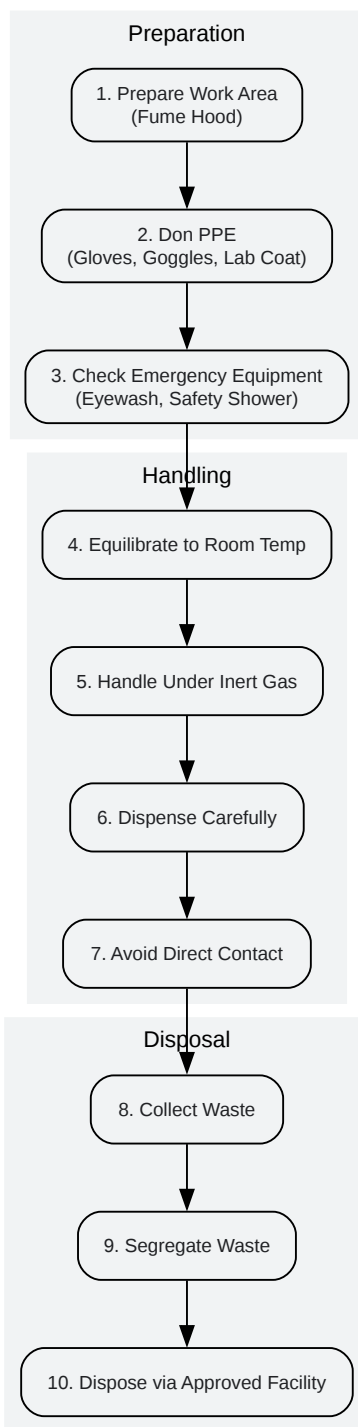 Preparation
1. Prepare Work Area
(Fume Hood)
2. Don PPE
(Gloves, Goggles, Lab Coat)
3. Check Emergency Equipment
(Eyewash, Safety Shower)
Handling
4. Equilibrate to Room Temp
5. Handle Under Inert Gas
6. Dispense Carefully
7. Avoid Direct Contact
Disposal
8. Collect Waste
9. Segregate Waste
10. Dispose via Approved Facility